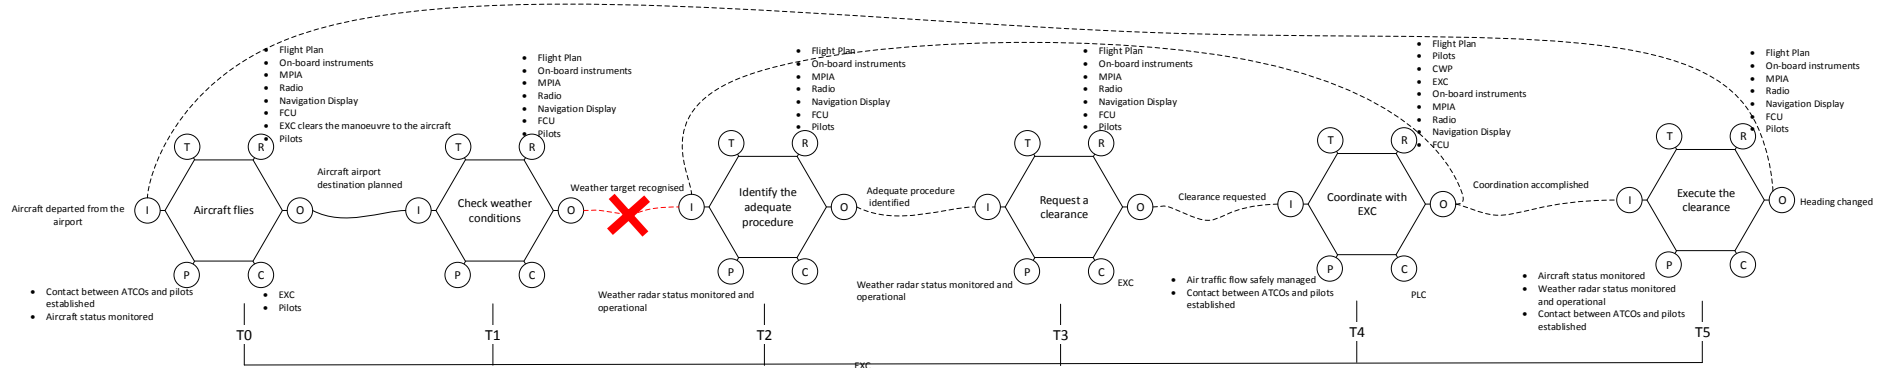 Aircraft departed from the
airport
I
T
R
Aircraft flies
O
P
C
• Flight Plan
• On-board instruments
• MPIA
• Radio
• Navigation Display
• FCU
• EXC clears the manoeuvre to the aircraft
• Pilots
• Contact between ATCOs and pilots
established
• Aircraft status monitored
• EXC
• Pilots
T0
Aircraft airport
destination planned
I
T
R
Check weather
conditions
O
P
C
• Flight Plan
• On-board instruments
• MPIA
• Radio
• Navigation Display
• FCU
• Pilots
T1
Weather target recognised
I
T
R
Identify the
adequate
procedure
O
P
C
• Flight Plan
• On-board instruments
• MPIA
• Radio
• Navigation Display
• FCU
• Pilots
Weather radar status monitored and
operational
T2
Adequate procedure
identified
I
T
R
Request a
clearance
O
P
C
• Flight Plan
• On-board instruments
• MPIA
• Radio
• Navigation Display
• FCU
• Pilots
Weather radar status monitored and
operational
EXC
T3
Clearance requested
I
T
R
Coordinate with
EXC
O
P
C
• Flight Plan
• Pilots
• CWP
• EXC
• On-board instruments
• MPIA
• Radio
• Navigation Display
• FCU
• Air traffic flow safely managed
• Contact between ATCOs and pilots
established
PLC
T4
Coordination accomplished
I
T
R
Execute the
clearance
O
P
C
• Flight Plan
• On-board instruments
• MPIA
• Radio
• Navigation Display
• FCU
• Pilots
• Aircraft status monitored
• Weather radar status monitored
and operational
• Contact between ATCOs and pilots
established
Heading changed
T5
EXC